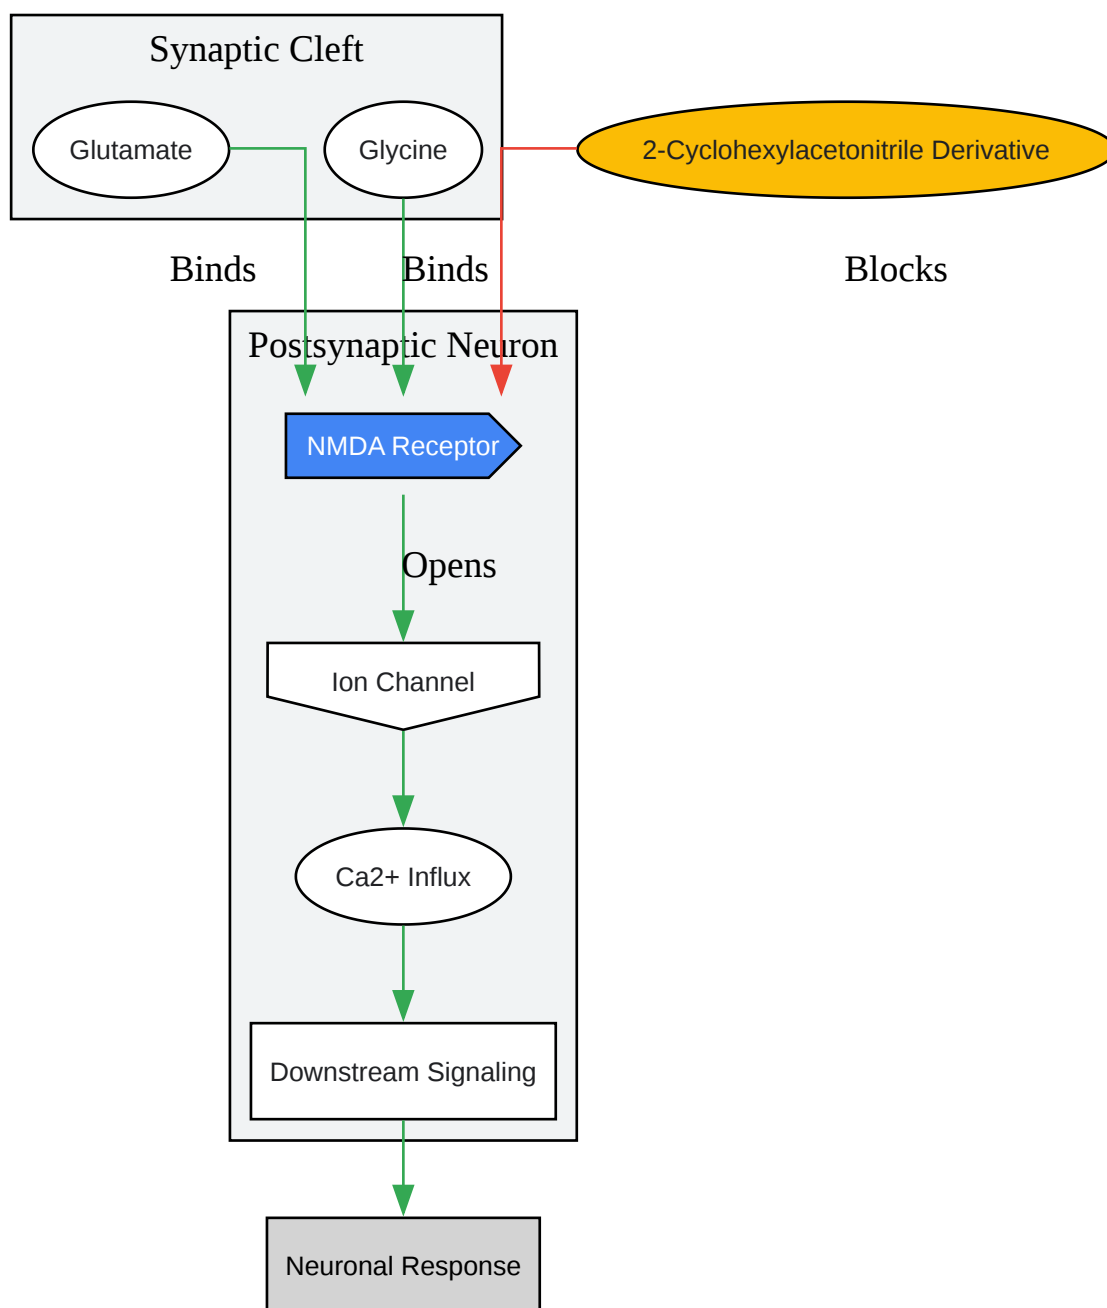 Synaptic Cleft
Glutamate
Glycine
2-Cyclohexylacetonitrile Derivative
Binds
Binds
Blocks
Postsynaptic Neuron
NMDA Receptor
Opens
Ion Channel
Ca2+ Influx
Downstream Signaling
Neuronal Response